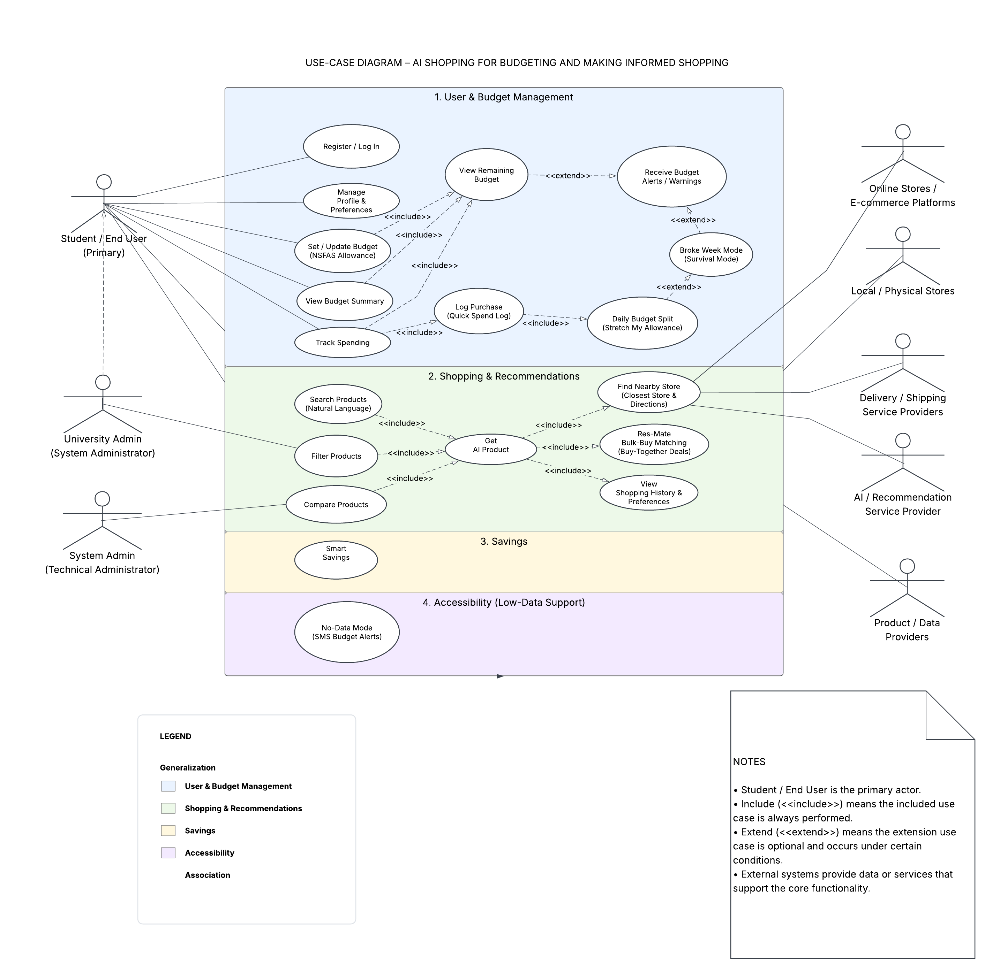 USE-CASE DIAGRAM – AI SHOPPING FOR BUDGETING AND MAKING INFORMED SHOPPING
1. User & Budget Management
Register / Log In
Manage
Profile &
Preferences
Set / Update Budget
(NSFAS Allowance)
View Budget Summary
Track Spending
View Remaining
Budget
Log Purchase
(Quick Spend Log)
Receive Budget
Alerts / Warnings
Broke Week Mode
(Survival Mode)
Daily Budget Split
(Stretch My Allowance)
<<include>>
<<include>>
<<include>>
<<include>>
<<include>>
<<extend>>
<<extend>>
<<extend>>
2. Shopping & Recommendations
Search Products
(Natural Language)
Filter Products
Compare Products
Get
AI Product
Find Nearby Store
(Closest Store &
Directions)
Res-Mate
Bulk-Buy Matching
(Buy-Together Deals)
View
Shopping History &
Preferences
<<include>>
<<include>>
<<include>>
<<include>>
<<include>>
<<include>>
3. Savings
Smart
Savings
4. Accessibility (Low-Data Support)
No-Data Mode
(SMS Budget Alerts)
Student / End User
(Primary)
University Admin
(System Administrator)
System Admin
(Technical Administrator)
Online Stores /
E-commerce Platforms
Local / Physical Stores
Delivery / Shipping
Service Providers
AI / Recommendation
Service Provider
Product / Data
Providers
LEGEND
Generalization
User & Budget Management
Shopping & Recommendations
Savings
Accessibility
Association
NOTES
• Student / End User is the primary actor.
• Include (<<include>>) means the included use
case is always performed.
• Extend (<<extend>>) means the extension use
case is optional and occurs under certain
conditions.
• External systems provide data or services that
support the core functionality.